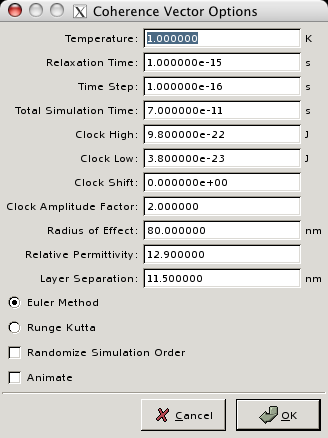 Coherence Vector Options
Temperature: 1.000000 K
Relaxation Time: 1.000000e-15 s
Time Step: 1.000000e-16 s
Total Simulation Time: 7.000000e-11 s
Clock High: 9.800000e-22 J
Clock Low: 3.800000e-23 J
Clock Shift: 0.000000e+00
Clock Amplitude Factor: 2.000000
Radius of Effect: 80.000000 nm
Relative Permittivity: 12.900000
Layer Separation: 11.500000 nm
Euler Method
Runge Kutta
Randomize Simulation Order
Animate
Cancel OK